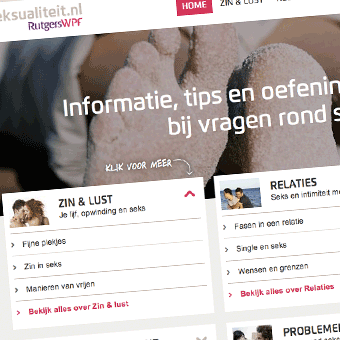 eksualiteit.nl
RutgersWPF
HOME ZIN & LUST
Informatie, tips en oefenin
bij vragen rond s
KLIK VOOR MEER
ZIN & LUST
Je lijf, opwinding en seks
Fijne plekjes
Zin in seks
Manieren van vrijen
Bekijk alles over Zin & lust
RELATIES
Seks en intimiteit me
Fasen in een relatie
Single en seks
Wensen en grenzen
Bekijk alles over Relaties
PROBLEME